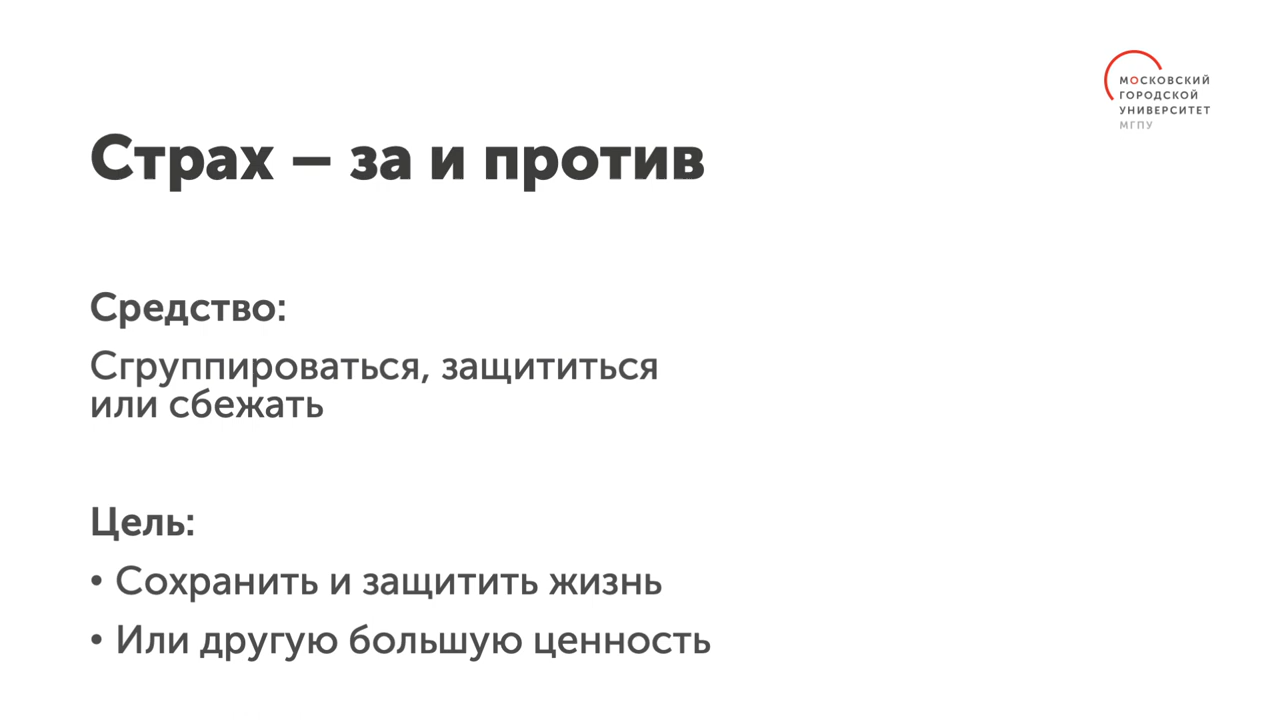 МОСКОВСКИЙ
ГОРОДСКОЙ
УНИВЕРСИТЕТ
МГПУ
Страх – за и против
Средство:
Сгруппироваться, защититься
или сбежать
Цель:
• Сохранить и защитить жизнь
• Или другую большую ценность